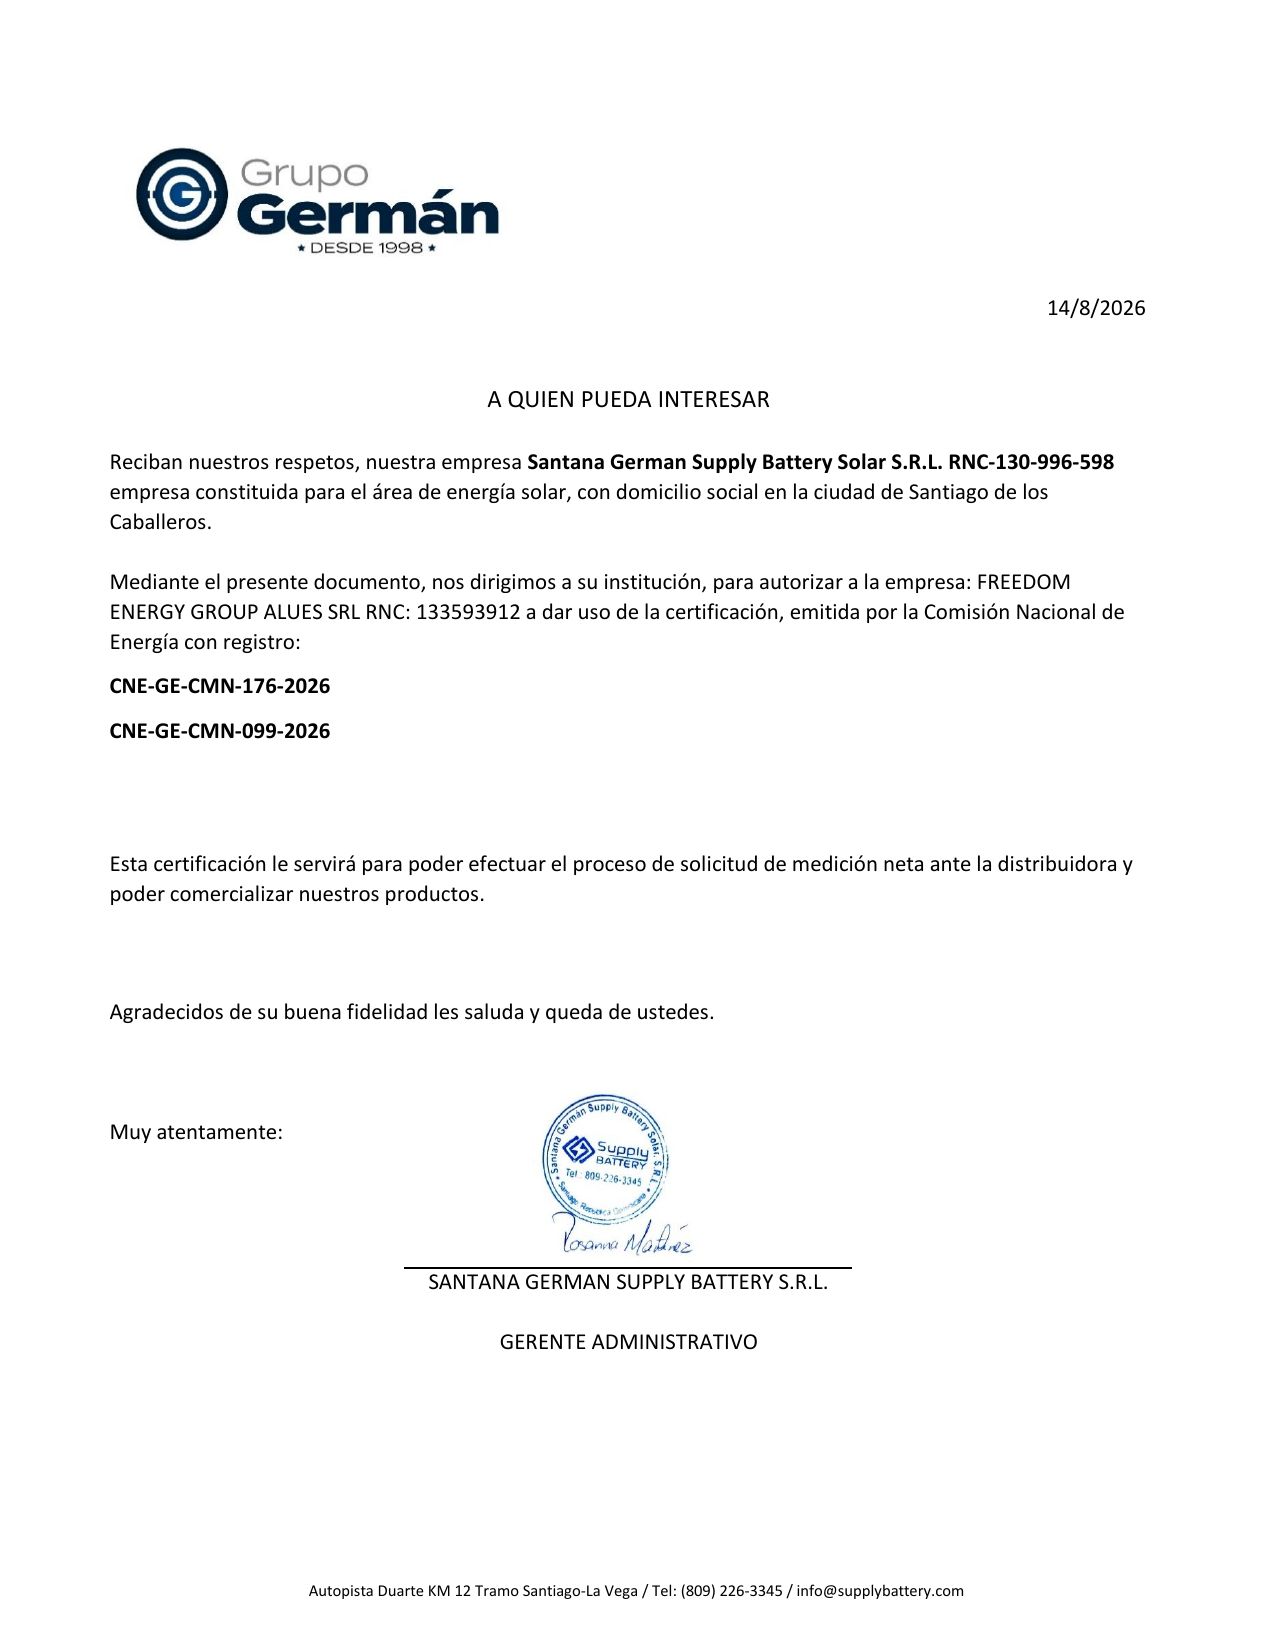 Grupo
Germán
★ DESDE 1998 ★
14/8/2026
A QUIEN PUEDA INTERESAR
Reciban nuestros respetos, nuestra empresa Santana German Supply Battery Solar S.R.L. RNC-130-996-598
empresa constituida para el área de energía solar, con domicilio social en la ciudad de Santiago de los
Caballeros.
Mediante el presente documento, nos dirigimos a su institución, para autorizar a la empresa: FREEDOM
ENERGY GROUP ALUES SRL RNC: 133593912 a dar uso de la certificación, emitida por la Comisión Nacional de
Energía con registro:
CNE-GE-CMN-176-2026
CNE-GE-CMN-099-2026
Esta certificación le servirá para poder efectuar el proceso de solicitud de medición neta ante la distribuidora y
poder comercializar nuestros productos.
Agradecidos de su buena fidelidad les saluda y queda de ustedes.
Muy atentamente:
Santana Germán Supply Battery Solar. S.R.L.
Supply
BATTERY
Tel.: 809-226-3345
Santiago República Dominicana
Rosanna Martínez
SANTANA GERMAN SUPPLY BATTERY S.R.L.
GERENTE ADMINISTRATIVO
Autopista Duarte KM 12 Tramo Santiago-La Vega / Tel: (809) 226-3345 / info@supplybattery.com